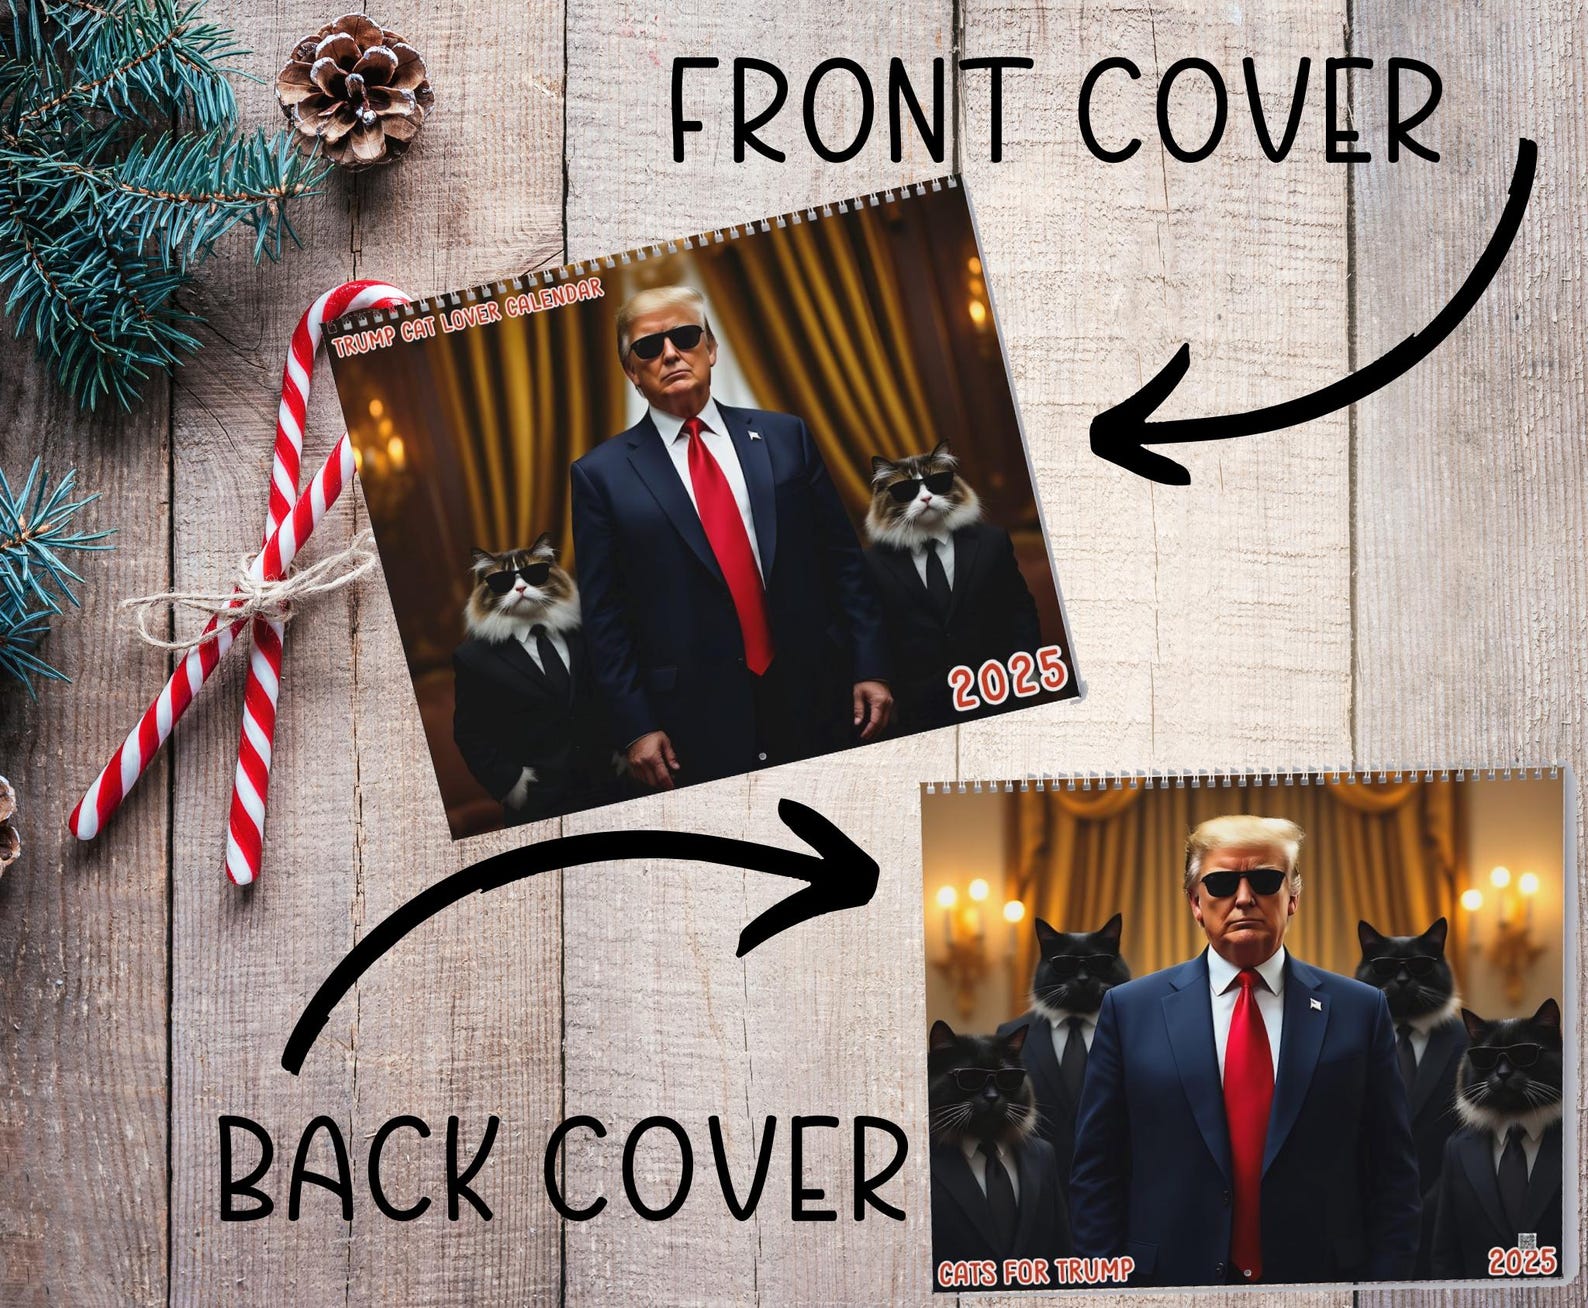 FRONT COVER
TRUMP CAT LOVER CALENDAR
2025
BACK COVER
CATS FOR TRUMP
2025